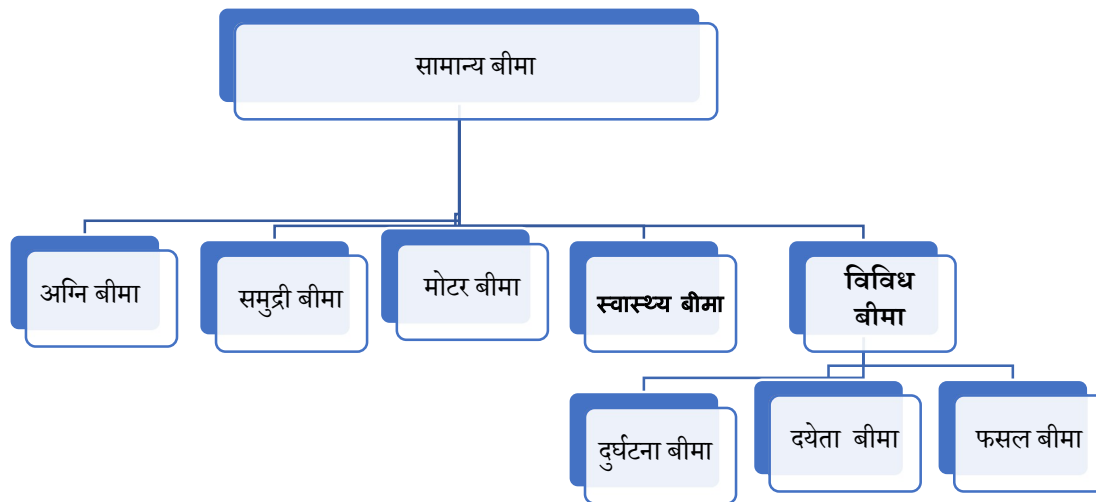 सामान्य बीमा
अग्नि बीमा
समुद्री बीमा
मोटर बीमा
स्वास्थ्य बीमा
विविध
बीमा
दुर्घटना बीमा
दयेता बीमा
फसल बीमा